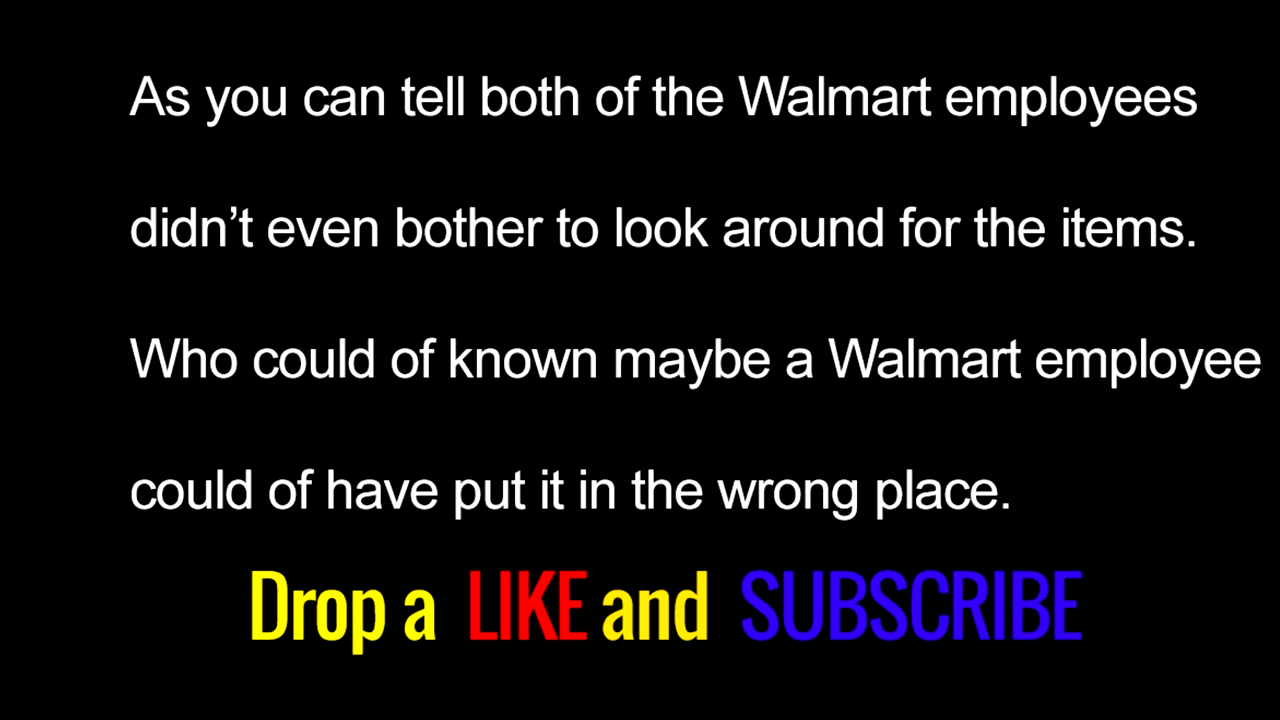 As you can tell both of the Walmart employees
didn’t even bother to look around for the items.
Who could of known maybe a Walmart employee
could of have put it in the wrong place.
Drop a LIKE and SUBSCRIBE